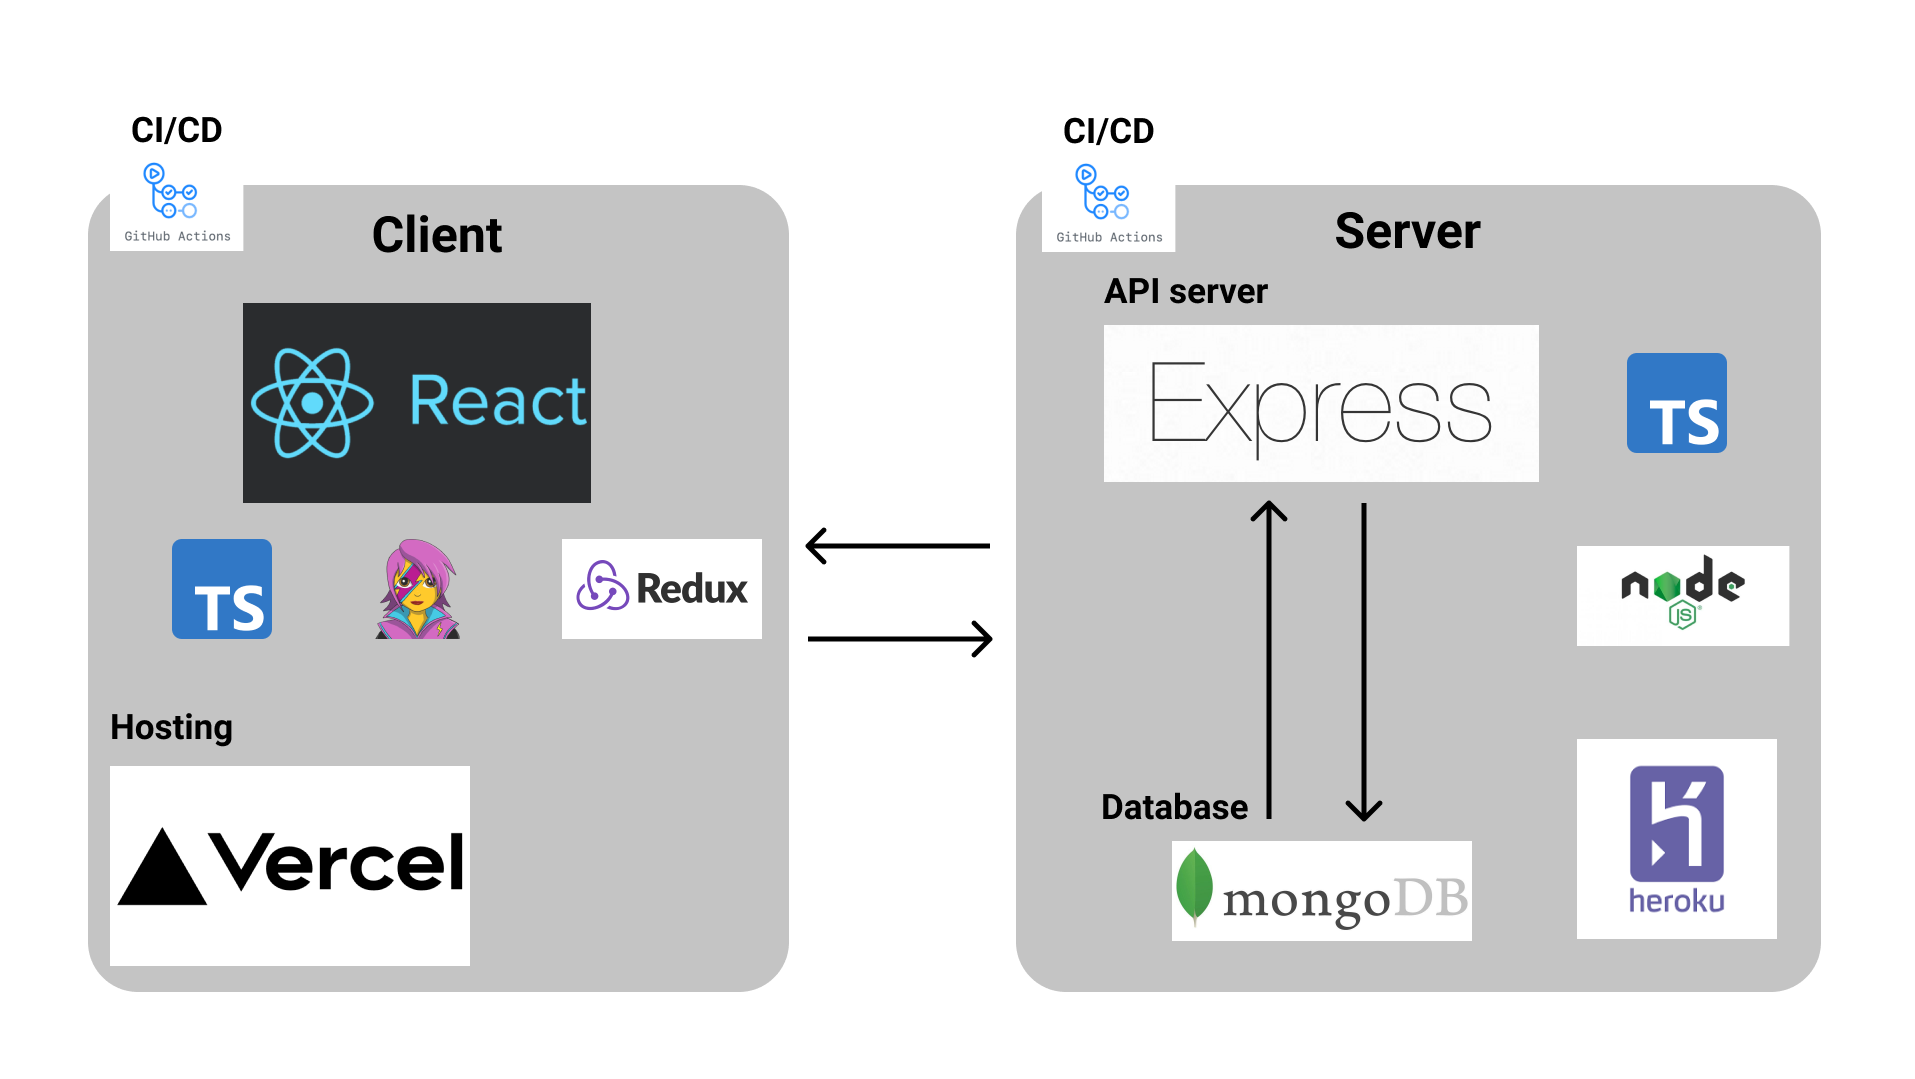 CI/CD
GitHub Actions
Client
React
TS
Redux
Hosting
Vercel
CI/CD
GitHub Actions
Server
API server
Express
TS
node
JS
Database
mongoDB
heroku